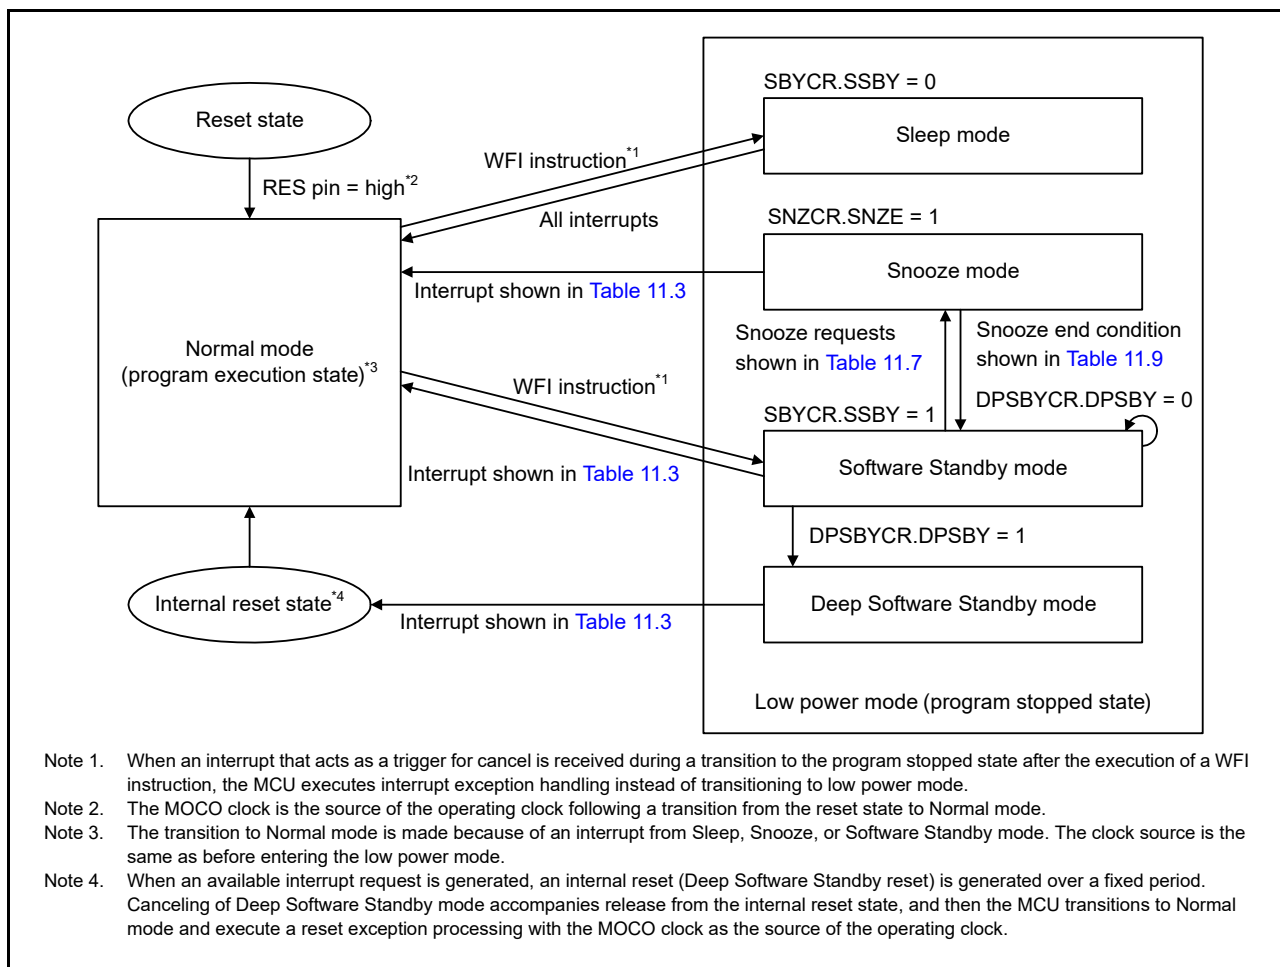 SBYCR.SSBY = 0
Reset state
Sleep mode
WFI instruction*1
RES pin = high*2
All interrupts
SNZCR.SNZE = 1
Snooze mode
Interrupt shown in Table 11.3
Snooze requests
shown in Table 11.7
Snooze end condition
shown in Table 11.9
Normal mode
(program execution state)*3
WFI instruction*1
DPSBYCR.DPSBY = 0
SBYCR.SSBY = 1
Software Standby mode
Interrupt shown in Table 11.3
DPSBYCR.DPSBY = 1
Internal reset state*4
Deep Software Standby mode
Interrupt shown in Table 11.3
Low power mode (program stopped state)
Note 1. When an interrupt that acts as a trigger for cancel is received during a transition to the program stopped state after the execution of a WFI
instruction, the MCU executes interrupt exception handling instead of transitioning to low power mode.
Note 2. The MOCO clock is the source of the operating clock following a transition from the reset state to Normal mode.
Note 3. The transition to Normal mode is made because of an interrupt from Sleep, Snooze, or Software Standby mode. The clock source is the
same as before entering the low power mode.
Note 4. When an available interrupt request is generated, an internal reset (Deep Software Standby reset) is generated over a fixed period.
Canceling of Deep Software Standby mode accompanies release from the internal reset state, and then the MCU transitions to Normal
mode and execute a reset exception processing with the MOCO clock as the source of the operating clock.